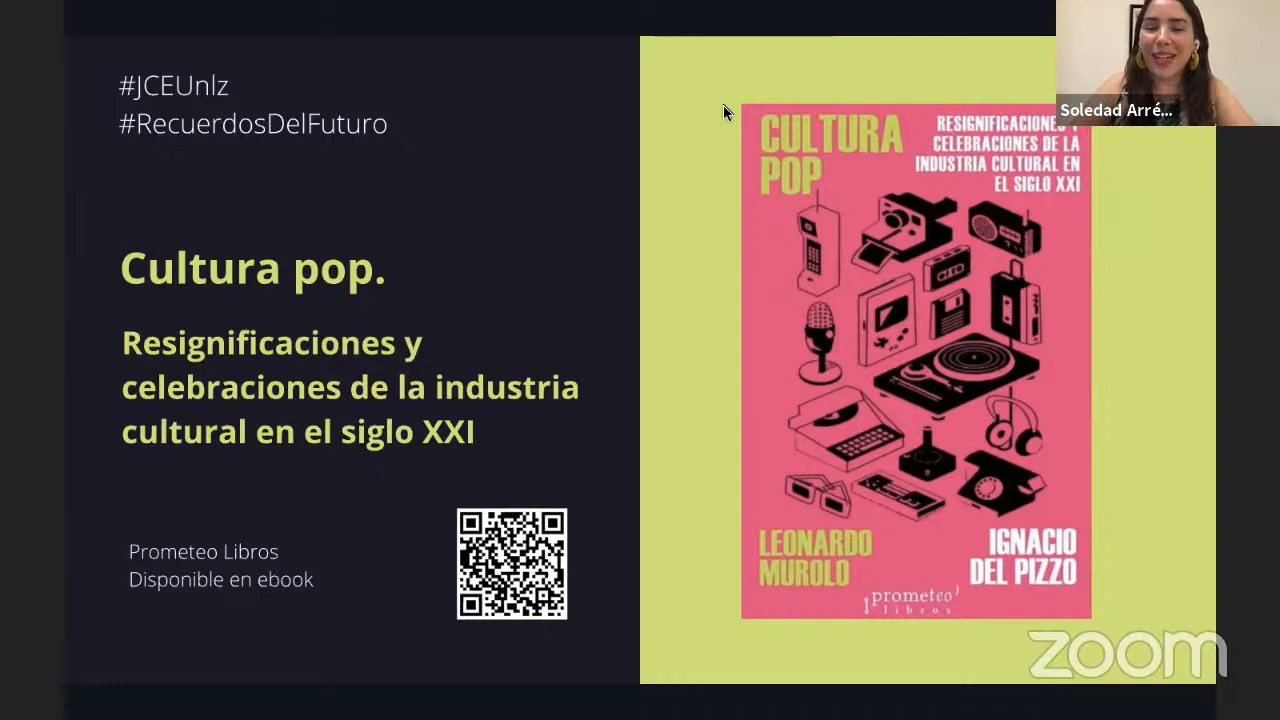 #JCEUnlz
#RecuerdosDelFuturo
Cultura pop.
Resignificaciones y
celebraciones de la industria
cultural en el siglo XXI
Prometeo Libros
Disponible en ebook
CULTURA
POP
RESIGNIFICACIONES Y
CELEBRACIONES DE LA
INDUSTRIA CULTURAL EN
EL SIGLO XXI
LEONARDO
MUROLO
IGNACIO
DEL PIZZO
prometeo
libros
Soledad Arré...
zoom